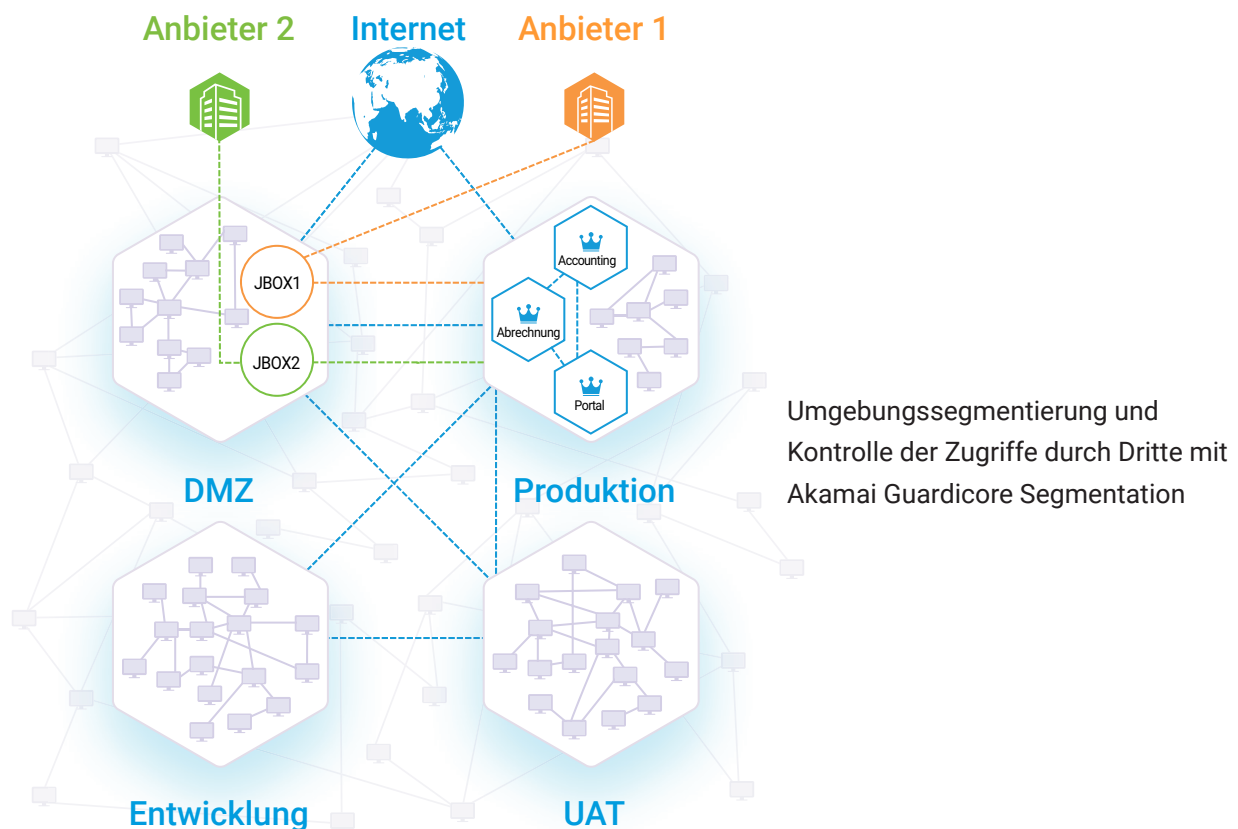 Anbieter 2
Internet
Anbieter 1
Accounting
JBOX1
Abrechnung
JBOX2
Portal
DMZ
Produktion
Umgebungssegmentierung und
Kontrolle der Zugriffe durch Dritte mit
Akamai Guardicore Segmentation
Entwicklung
UAT